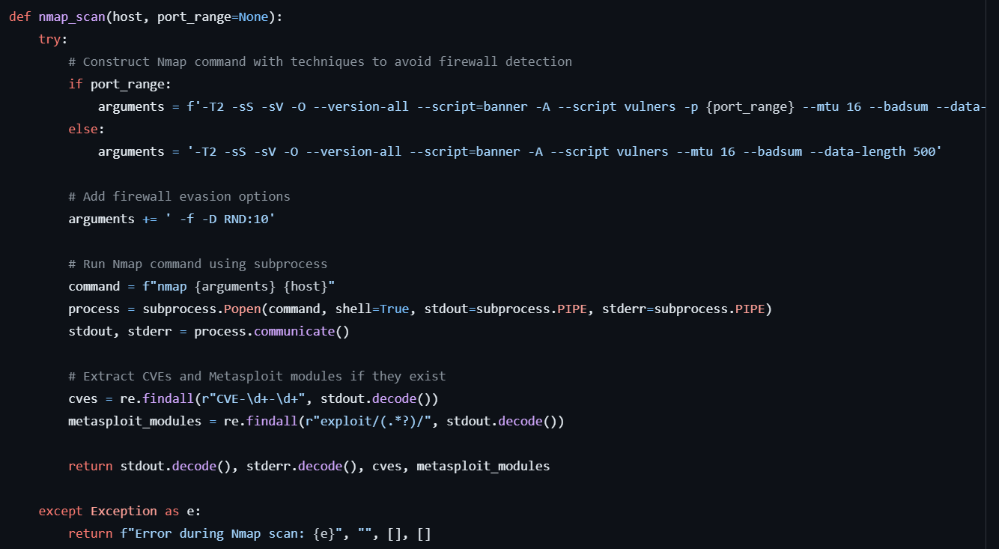 def nmap_scan(host, port_range=None):
    try:
        # Construct Nmap command with techniques to avoid firewall detection
        if port_range:
            arguments = f'-T2 -sS -sV -O --version-all --script=banner -A --script vulners -p {port_range} --mtu 16 --badsum --data-
        else:
            arguments = '-T2 -sS -sV -O --version-all --script=banner -A --script vulners --mtu 16 --badsum --data-length 500'

        # Add firewall evasion options
        arguments += ' -f -D RND:10'

        # Run Nmap command using subprocess
        command = f"nmap {arguments} {host}"
        process = subprocess.Popen(command, shell=True, stdout=subprocess.PIPE, stderr=subprocess.PIPE)
        stdout, stderr = process.communicate()

        # Extract CVEs and Metasploit modules if they exist
        cves = re.findall(r"CVE-\d+-\d+", stdout.decode())
        metasploit_modules = re.findall(r"exploit/(.*?)/", stdout.decode())

        return stdout.decode(), stderr.decode(), cves, metasploit_modules

    except Exception as e:
        return f"Error during Nmap scan: {e}", "", [], []